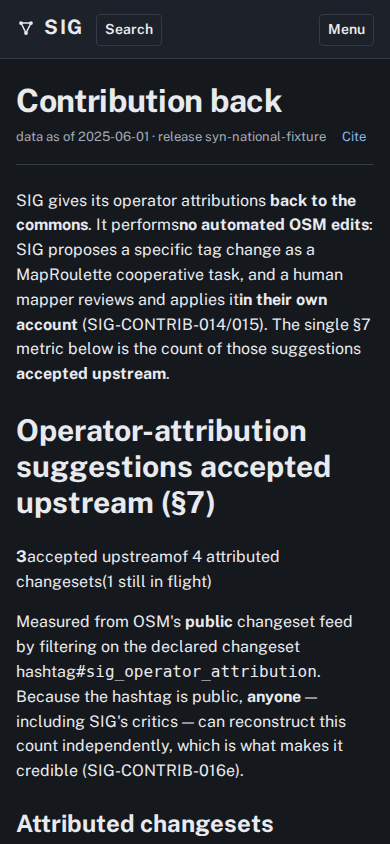 SIG Search Menu
Contribution back
data as of 2025-06-01 · release syn-national-fixture Cite
SIG gives its operator attributions back to the
commons. It performsno automated OSM edits:
SIG proposes a specific tag change as a
MapRoulette cooperative task, and a human
mapper reviews and applies itin their own
account (SIG-CONTRIB-014/015). The single §7
metric below is the count of those suggestions
accepted upstream.
Operator-attribution
suggestions accepted
upstream (§7)
3accepted upstreamof 4 attributed
changesets(1 still in flight)
Measured from OSM's public changeset feed
by filtering on the declared changeset
hashtag#sig_operator_attribution.
Because the hashtag is public, anyone —
including SIG's critics — can reconstruct this
count independently, which is what makes it
credible (SIG-CONTRIB-016e).
Attributed changesets